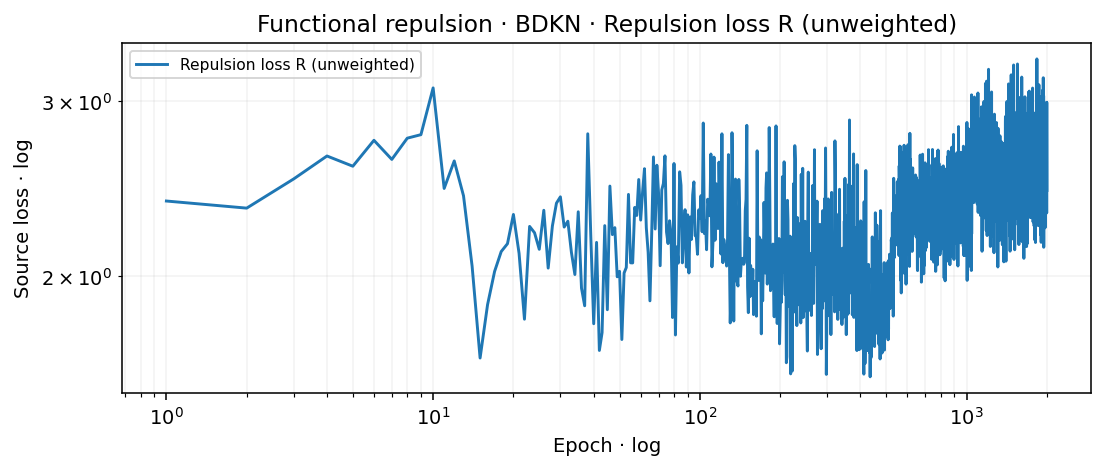 Functional repulsion · BDKN · Repulsion loss R (unweighted)
Repulsion loss R (unweighted)
Source loss · log
3 × 10⁰
2 × 10⁰
10⁰ 10¹ 10² 10³
Epoch · log